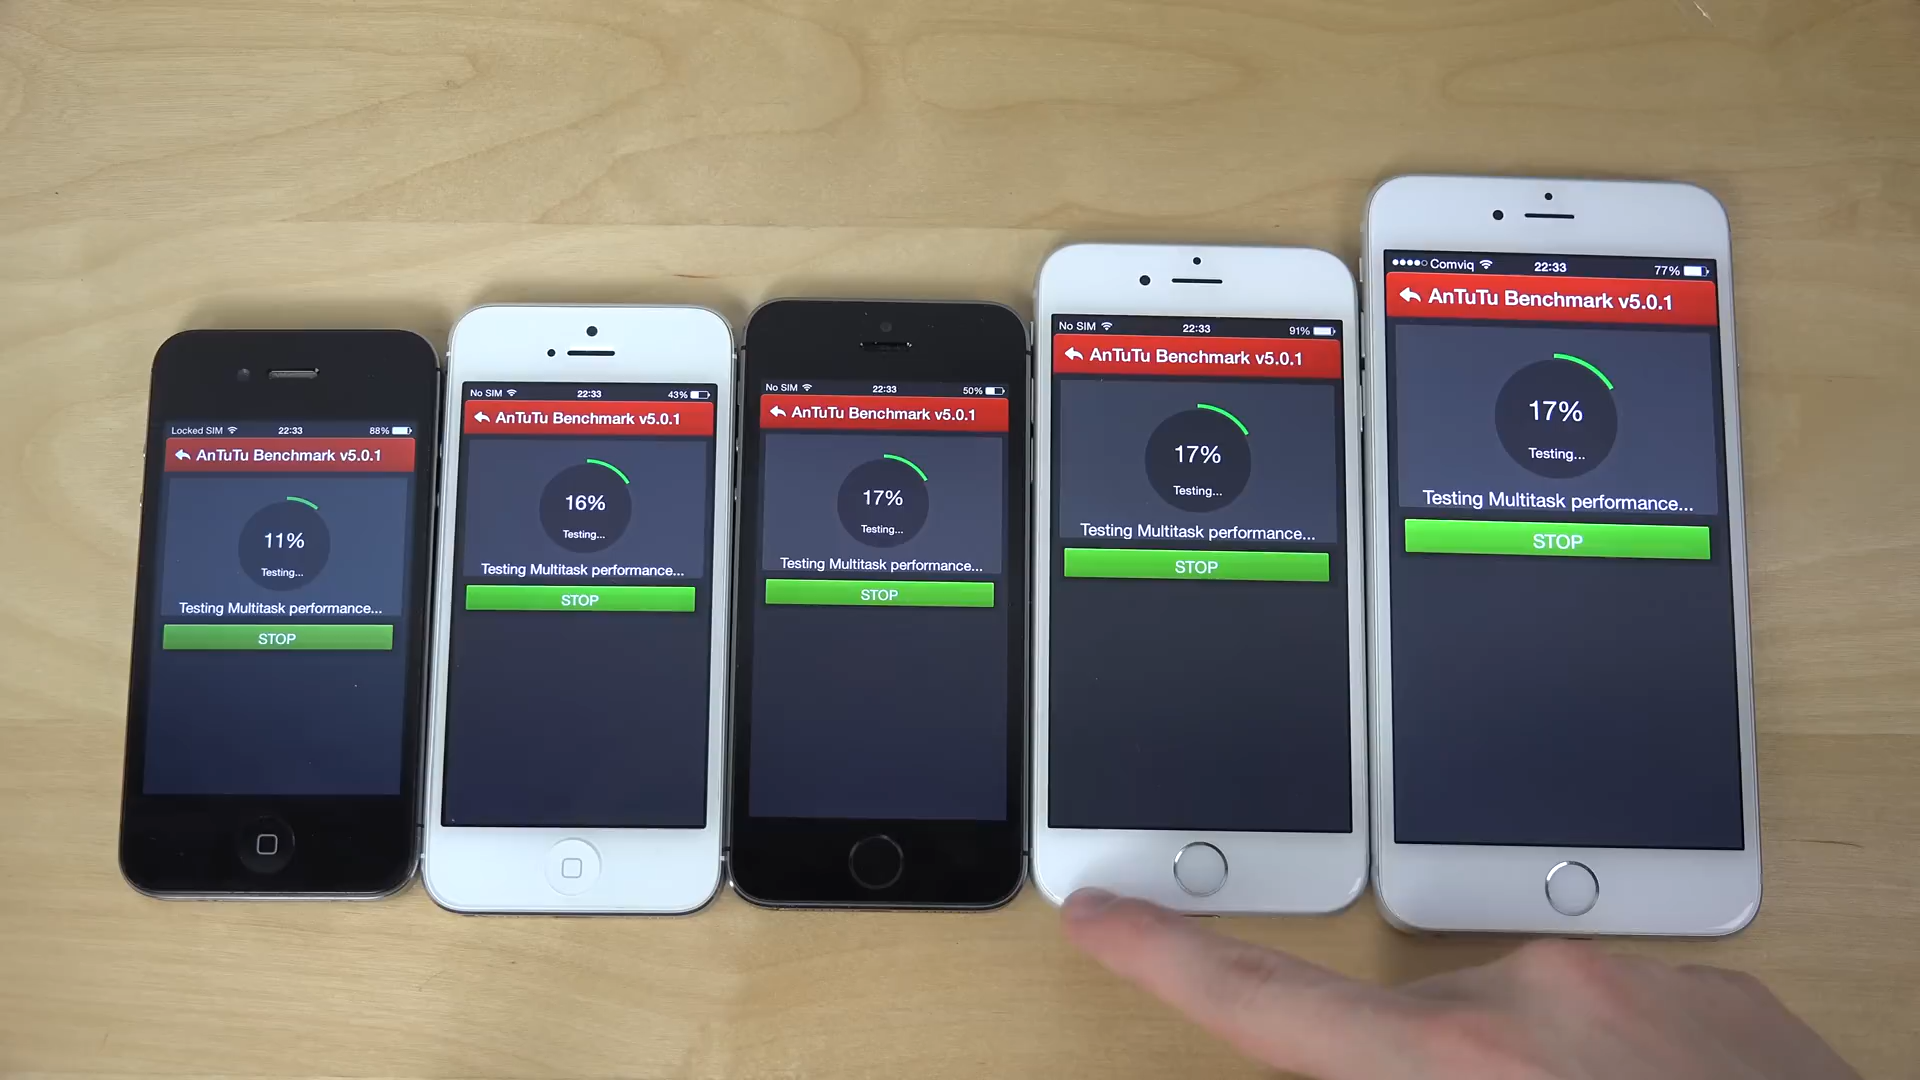 Locked SIM 22:33 88%
AnTuTu Benchmark v5.0.1
11%
Testing...
Testing Multitask performance...
STOP
No SIM 22:33 43%
AnTuTu Benchmark v5.0.1
16%
Testing...
Testing Multitask performance...
STOP
No SIM 22:33 50%
AnTuTu Benchmark v5.0.1
17%
Testing...
Testing Multitask performance...
STOP
No SIM 22:33 91%
AnTuTu Benchmark v5.0.1
17%
Testing...
Testing Multitask performance...
STOP
Comviq 22:33 77%
AnTuTu Benchmark v5.0.1
17%
Testing...
Testing Multitask performance...
STOP